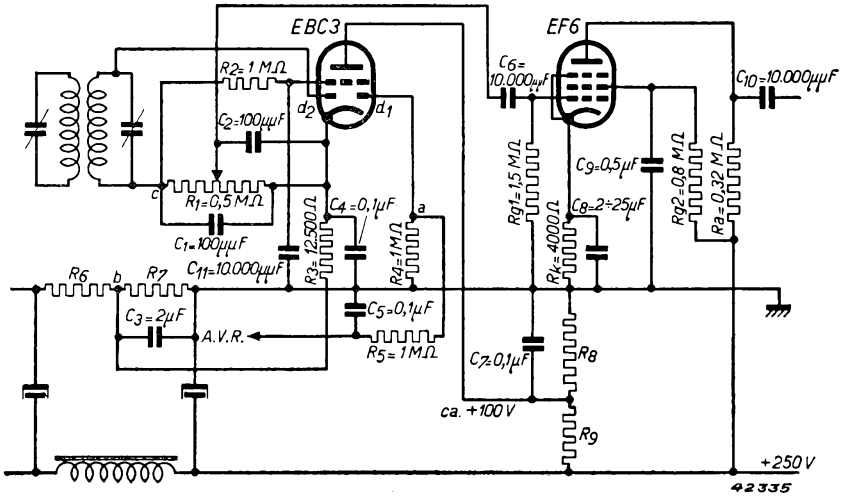 EBC3
EF6
C6=
10.000μμF
C10=10.000μμF
R2=1 MΩ
d2
d1
C2=100μμF
C9=0,5μF
Rg1=1,5 MΩ
Rg2=0,8 MΩ
Ra=0,32 MΩ
c
R1=0,5 MΩ
C4=0,1μF
a
C8=2÷25μF
C1=100μμF
C11=10.000μμF
R3=12.500Ω
R4=1MΩ
Rk=4000Ω
R6
b
R7
C3=2μF
A.V.R.
C5=0,1μF
R5=1MΩ
C7=0,1μF
R8
ca. +100V
R9
+250V
42335